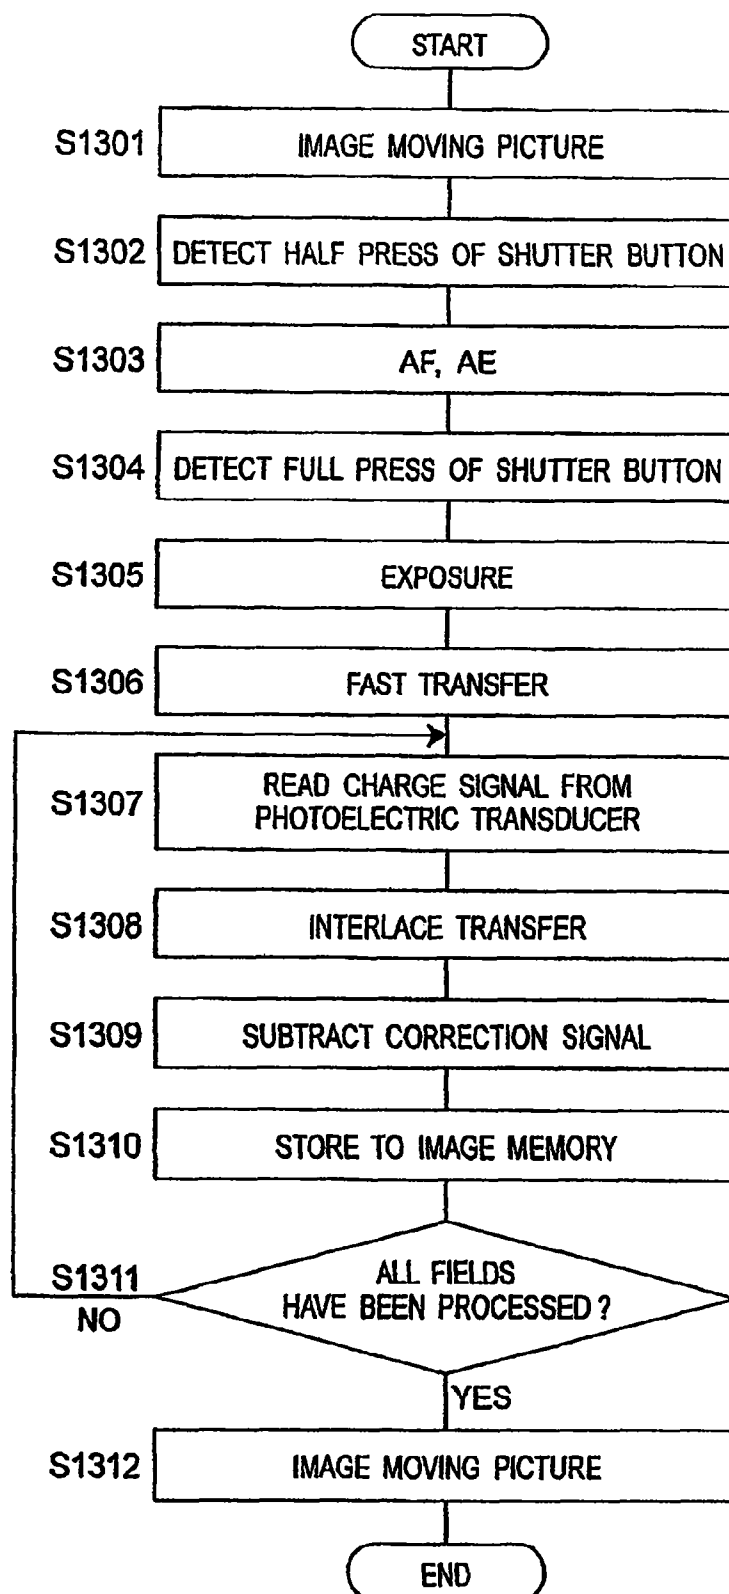 START
S1301 IMAGE MOVING PICTURE
S1302 DETECT HALF PRESS OF SHUTTER BUTTON
S1303 AF, AE
S1304 DETECT FULL PRESS OF SHUTTER BUTTON
S1305 EXPOSURE
S1306 FAST TRANSFER
S1307 READ CHARGE SIGNAL FROM
PHOTOELECTRIC TRANSDUCER
S1308 INTERLACE TRANSFER
S1309 SUBTRACT CORRECTION SIGNAL
S1310 STORE TO IMAGE MEMORY
S1311 ALL FIELDS
HAVE BEEN PROCESSED?
NO
YES
S1312 IMAGE MOVING PICTURE
END